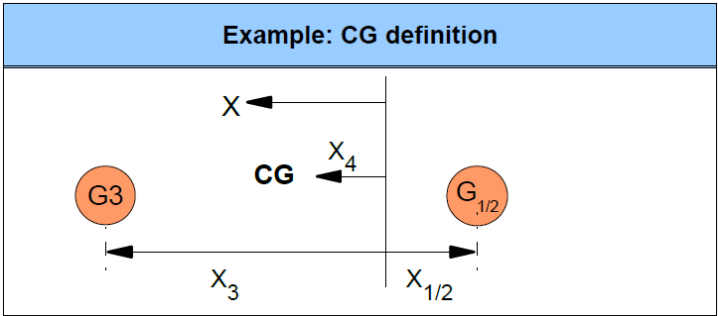 Example: CG definition
X
X4
CG
G3
G1/2
X3
X1/2